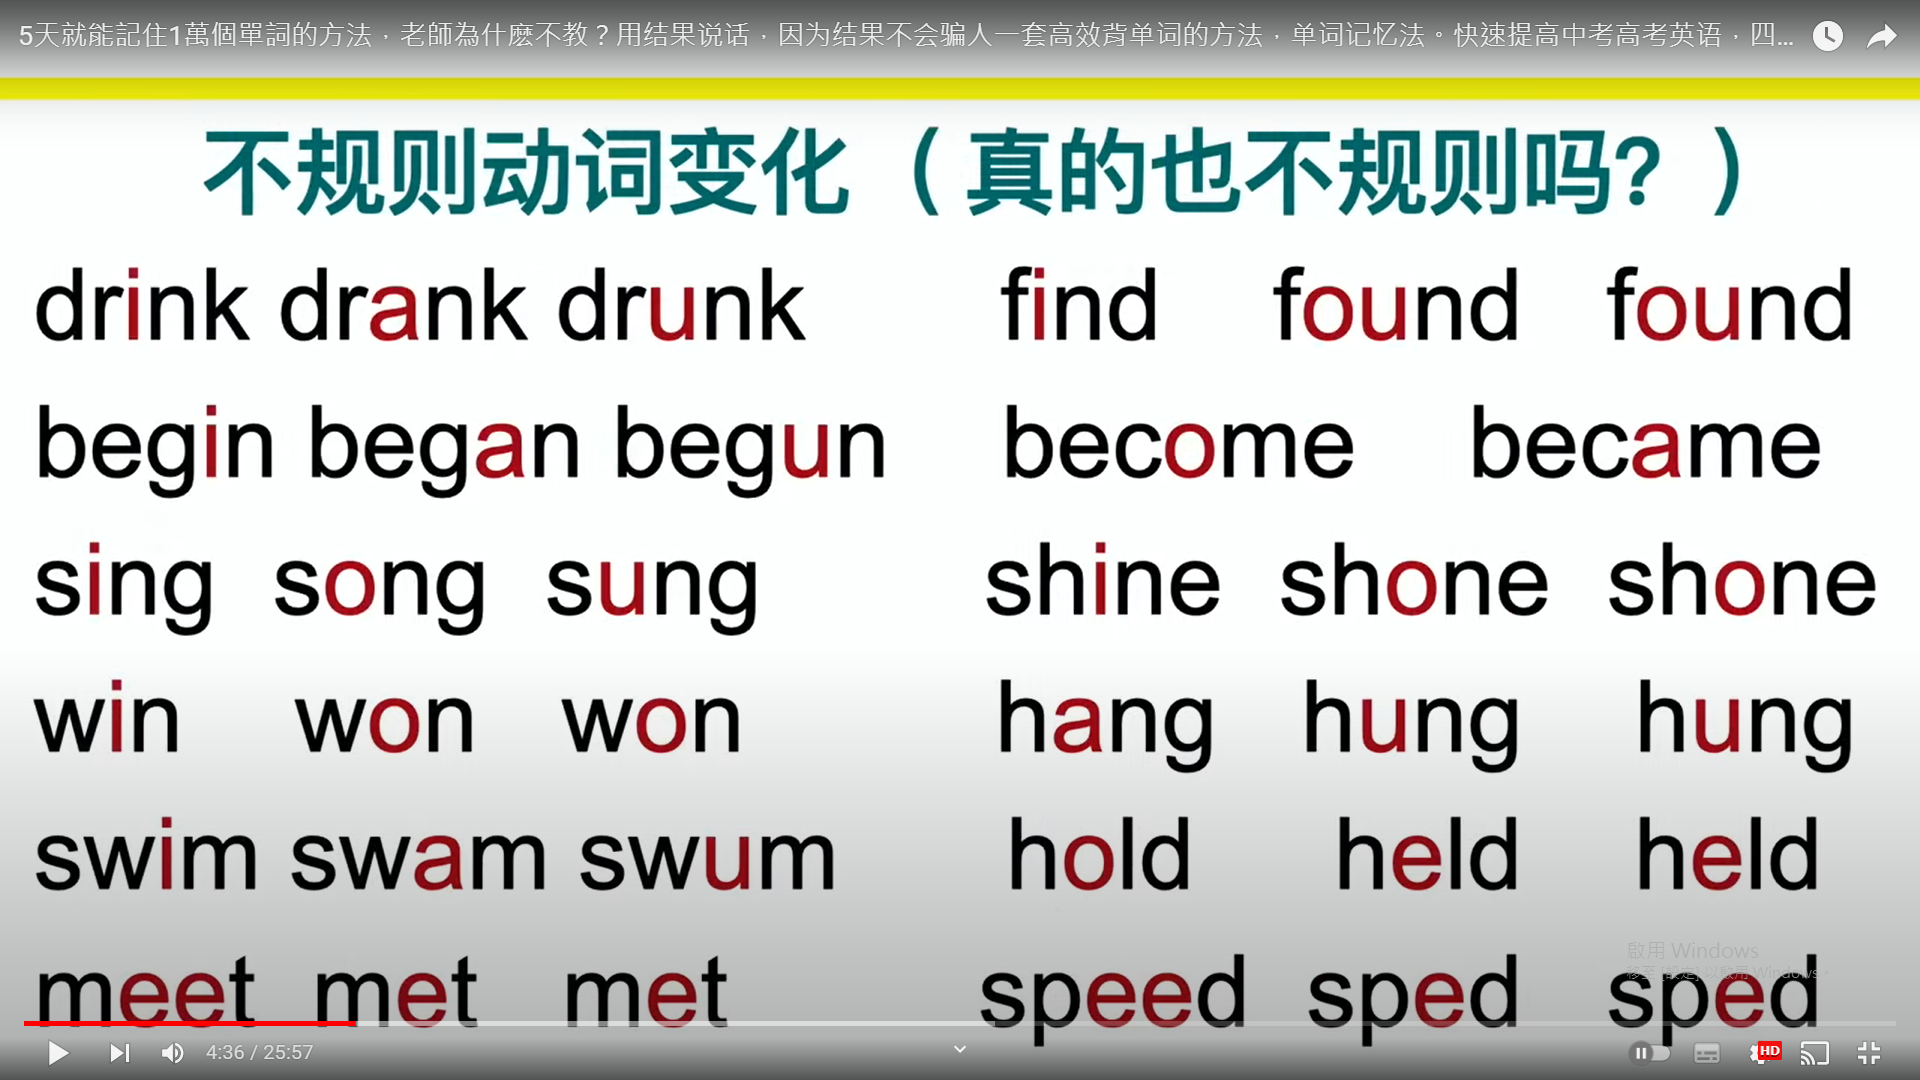 5天就能記住1萬個單詞的方法，老師為什麽不教？用结果说话，因为结果不会骗人一套高效背单词的方法，单词记忆法。快速提高中考高考英语，四...
不规则动词变化（真的也不规则吗？）
drink drank drunk find found found
begin began begun become became
sing song sung shine shone shone
win won won hang hung hung
swim swam swum hold held held
meet met met speed sped sped
啟用 Windows
移至 [設定] 以啟用 Windows。
4:36 / 25:57
HD